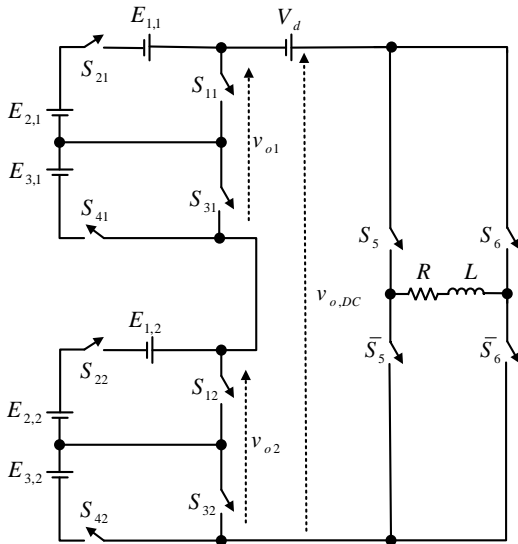 E1,1
Vd
S21
S11
E2,1
vo1
E3,1
S31
S41
S5
S6
R
L
E1,2
vo,DC
S̅5
S̅6
S22
S12
E2,2
vo2
E3,2
S32
S42